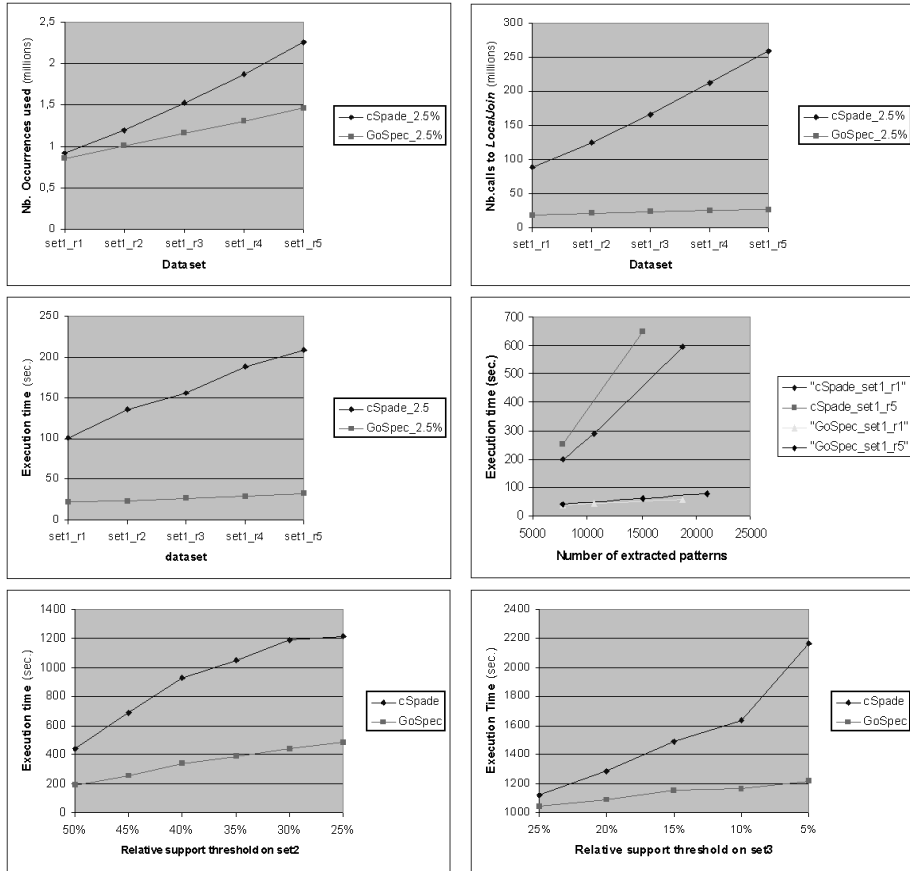 2,5
2
1,5
1
0,5
0
Nb. Occurrences used (millions)
set1_r1 set1_r2 set1_r3 set1_r4 set1_r5
Dataset
cSpade_2.5%
GoSpec_2.5%
300
250
200
150
100
50
0
Nb.calls to LocalJoin (millions)
set1_r1 set1_r2 set1_r3 set1_r4 set1_r5
Dataset
cSpade_2.5%
GoSpec_2.5%
250
200
150
100
50
0
Execution time (sec.)
set1_r1 set1_r2 set1_r3 set1_r4 set1_r5
dataset
cSpade_2.5
GoSpec_2.5%
700
600
500
400
300
200
100
0
Execution time (sec.)
5000 10000 15000 20000 25000
Number of extracted patterns
"cSpade_set1_r1"
cSpade_set1_r5
"GoSpec_set1_r1"
"GoSpec_set1_r5"
1400
1200
1000
800
600
400
200
0
Execution time (sec.)
50% 45% 40% 35% 30% 25%
Relative support threshold on set2
cSpade
GoSpec
2400
2200
2000
1800
1600
1400
1200
1000
Execution Time (sec.)
25% 20% 15% 10% 5%
Relative support threshold on set3
cSpade
GoSpec